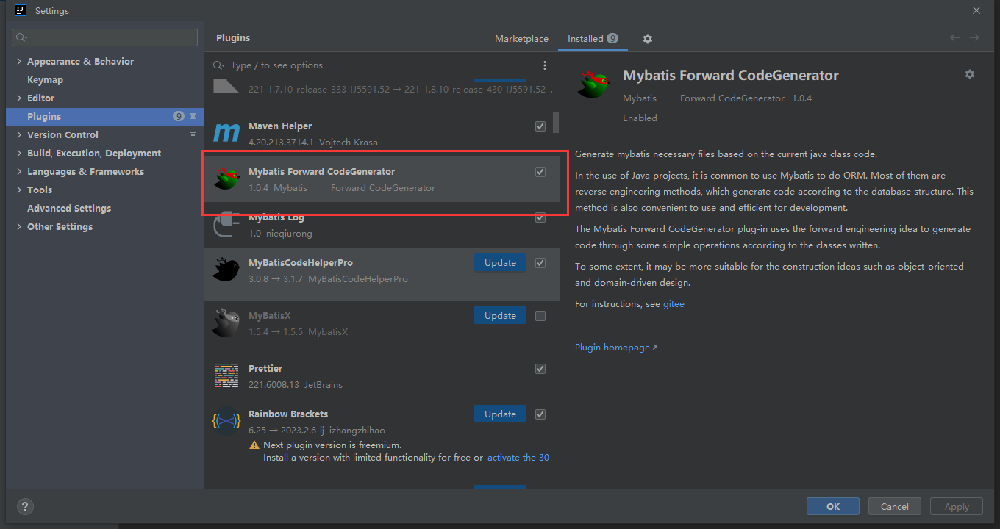 Settings
Appearance & Behavior
Keymap
Editor
Plugins 9
Version Control
Build, Execution, Deployment
Languages & Frameworks
Tools
Advanced Settings
Other Settings
Plugins
Marketplace
Installed 9
Type / to see options
221-1.7.10-release-333-IJ5591.52 → 221-1.8.10-release-430-IJ5591.52 .
Maven Helper
4.20.213.3714.1 Vojtech Krasa
Mybatis Forward CodeGenerator
1.0.4 Mybatis Forward CodeGenerator
Mybatis Log
1.0 nieqiurong
MyBatisCodeHelperPro
Update
3.0.8 → 3.1.7 MyBatisCodeHelperPro
MyBatisX
Update
1.5.4 → 1.5.5 MybatisX
Prettier
221.6008.13 JetBrains
Rainbow Brackets
Update
6.25 → 2023.2.6-ij izhangzhihao
Next plugin version is freemium.
Install a version with limited functionality for free or activate the 30-
Mybatis Forward CodeGenerator
Mybatis Forward CodeGenerator 1.0.4
Enabled
Generate mybatis necessary files based on the current java class code.
In the use of Java projects, it is common to use Mybatis to do ORM. Most of them are
reverse engineering methods, which generate code according to the database structure. This
method is also convenient to use and efficient for development.
The Mybatis Forward CodeGenerator plug-in uses the forward engineering idea to generate
code through some simple operations according to the classes written.
To some extent, it may be more suitable for the construction ideas such as object-oriented
and domain-driven design.
For instructions, see gitee
Plugin homepage
?
OK
Cancel
Apply